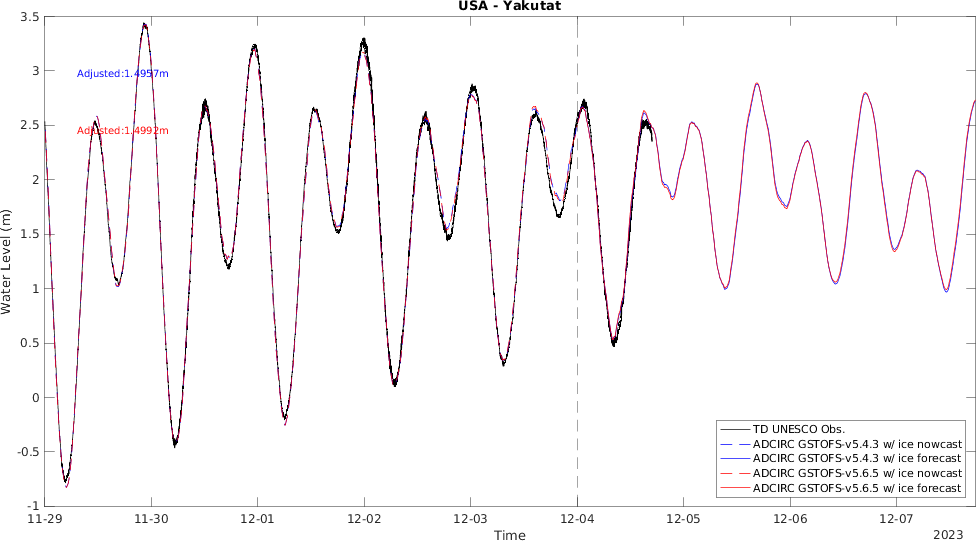 USA - Yakutat
3.5
3
2.5
2
1.5
1
0.5
0
-0.5
-1
Water Level (m)
Adjusted:1.4957m
Adjusted:1.4992m
TD UNESCO Obs.
ADCIRC GSTOFS-v5.4.3 w/ ice nowcast
ADCIRC GSTOFS-v5.4.3 w/ ice forecast
ADCIRC GSTOFS-v5.6.5 w/ ice nowcast
ADCIRC GSTOFS-v5.6.5 w/ ice forecast
11-29 11-30 12-01 12-02 12-03 12-04 12-05 12-06 12-07
Time
2023